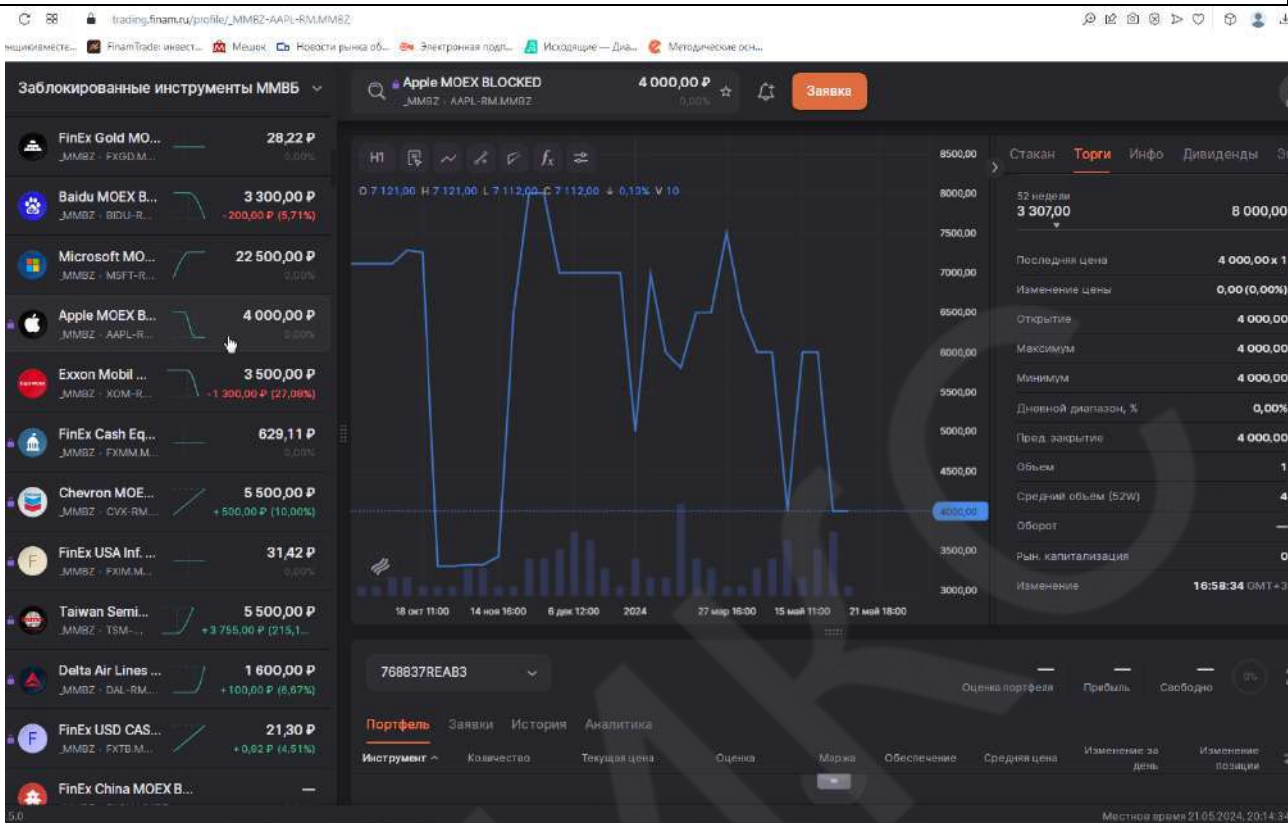 trading.finam.ru/profile/_MMBZ-AAPL-RM.MMBZ
FinamTrade: инвест...
Мешок
Новости рынка об...
Электронная подп...
Исходящие — Диа...
Методические осн...
Заблокированные инструменты ММВБ
FinEx Gold MO...
28,22 ₽
_MMBZ · FXGD.M...
0,00%
Baidu MOEX B...
3 300,00 ₽
_MMBZ · BIDU-R...
-200,00 ₽ (5,71%)
Microsoft MO...
22 500,00 ₽
_MMBZ · MSFT-R...
0,00%
Apple MOEX B...
4 000,00 ₽
_MMBZ · AAPL-R...
0,00%
Exxon Mobil ...
3 500,00 ₽
_MMBZ · XOM-R...
-1 300,00 ₽ (27,08%)
FinEx Cash Eq...
629,11 ₽
_MMBZ · FXMM.M...
0,00%
Chevron MOE...
5 500,00 ₽
_MMBZ · CVX-RM...
+500,00 ₽ (10,00%)
FinEx USA Inf. ...
31,42 ₽
_MMBZ · FXIM.M...
0,00%
Taiwan Semi...
5 500,00 ₽
_MMBZ · TSM-...
+3 755,00 ₽ (215,1...
Delta Air Lines ...
1 600,00 ₽
_MMBZ · DAL-RM...
+100,00 ₽ (6,67%)
FinEx USD CAS...
21,30 ₽
_MMBZ · FXTB.M...
+0,92 ₽ (4,51%)
FinEx China MOEX B...
—
5.0
Apple MOEX BLOCKED
4 000,00 ₽
_MMBZ · AAPL-RM.MMBZ
0,00%
Заявка
H1
O 7 121,00 H 7 121,00 L 7 112,00 C 7 112,00 ↓ 0,13% V 10
8500,00
8000,00
7500,00
7000,00
6500,00
6000,00
5500,00
5000,00
4500,00
4000,00
3500,00
3000,00
18 окт 11:00 14 ноя 16:00 6 дек 12:00 2024 27 мар 16:00 15 май 11:00 21 май 18:00
Стакан Торги Инфо Дивиденды
52 недели
3 307,00 8 000,00
Последняя цена 4 000,00 x 1
Изменение цены 0,00 (0,00%)
Открытие 4 000,00
Максимум 4 000,00
Минимум 4 000,00
Дневной диапазон, % 0,00%
Пред. закрытие 4 000,00
Объем 1
Средний объем (52W) 4
Оборот —
Рын. капитализация 0
Изменение 16:58:34 GMT+3
768837REAB3
— — — 0%
Оценка портфеля Прибыль Свободно
Портфель Заявки История Аналитика
Инструмент Количество Текущая цена Оценка Маржа Обеспечение Средняя цена Изменение за день Изменение позиции
Местное время 21.05.2024, 20:14:34